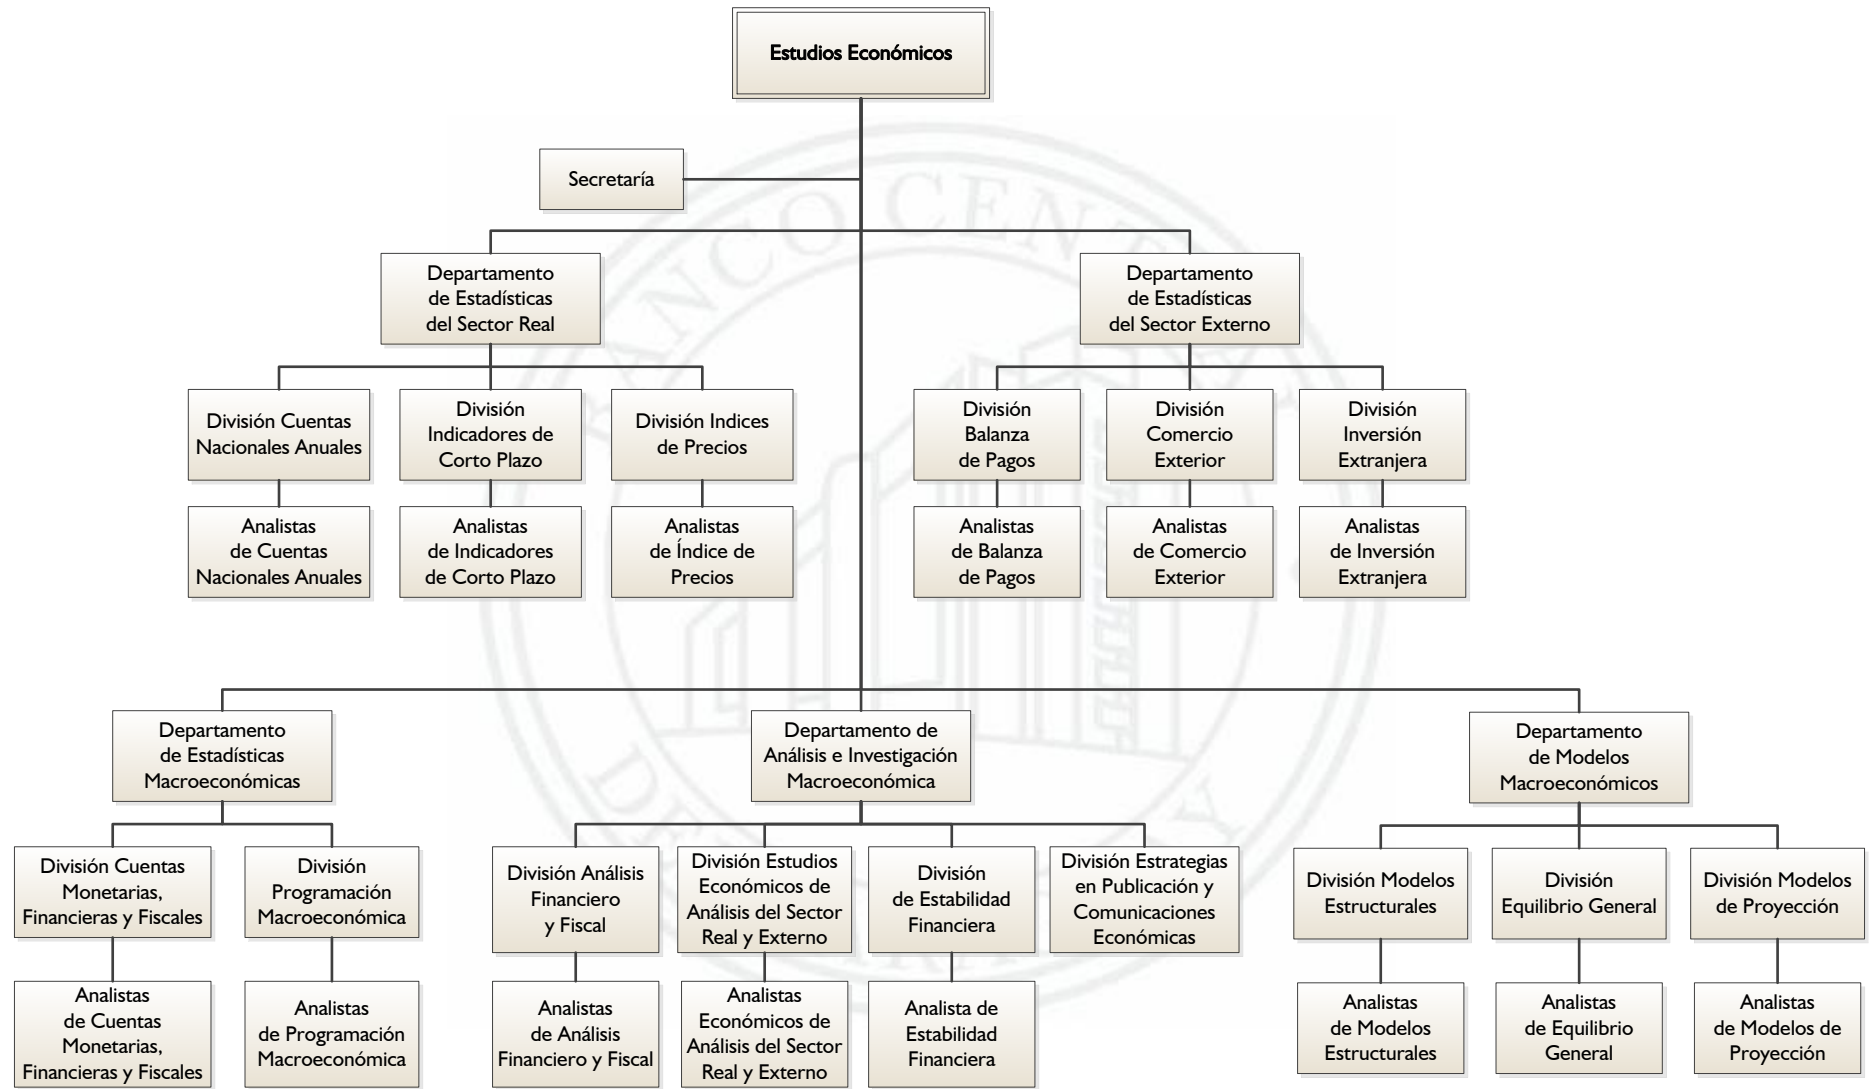 Estudios Económicos
Secretaría
Departamento
de Estadísticas
del Sector Real
Departamento
de Estadísticas
del Sector Externo
División Cuentas
Nacionales Anuales
División
Indicadores de
Corto Plazo
División Indices
de Precios
División
Balanza
de Pagos
División
Comercio
Exterior
División
Inversión
Extranjera
Analistas
de Cuentas
Nacionales Anuales
Analistas
de Indicadores
de Corto Plazo
Analistas
de Índice de
Precios
Analistas
de Balanza
de Pagos
Analistas
de Comercio
Exterior
Analistas
de Inversión
Extranjera
Departamento
de Estadísticas
Macroeconómicas
Departamento de
Análisis e Investigación
Macroeconómica
Departamento
de Modelos
Macroeconómicos
División Cuentas
Monetarias,
Financieras y Fiscales
División
Programación
Macroeconómica
División Análisis
Financiero
y Fiscal
División Estudios
Económicos de
Análisis del Sector
Real y Externo
División
de Estabilidad
Financiera
División Estrategias
en Publicación y
Comunicaciones
Económicas
División Modelos
Estructurales
División
Equilibrio General
División Modelos
de Proyección
Analistas
de Cuentas
Monetarias,
Financieras y Fiscales
Analistas
de Programación
Macroeconómica
Analistas
de Análisis
Financiero y Fiscal
Analistas
Económicos de
Análisis del Sector
Real y Externo
Analista de
Estabilidad
Financiera
Analistas
de Modelos
Estructurales
Analistas
de Equilibrio
General
Analistas
de Modelos de
Proyección
BANCO CENTRAL